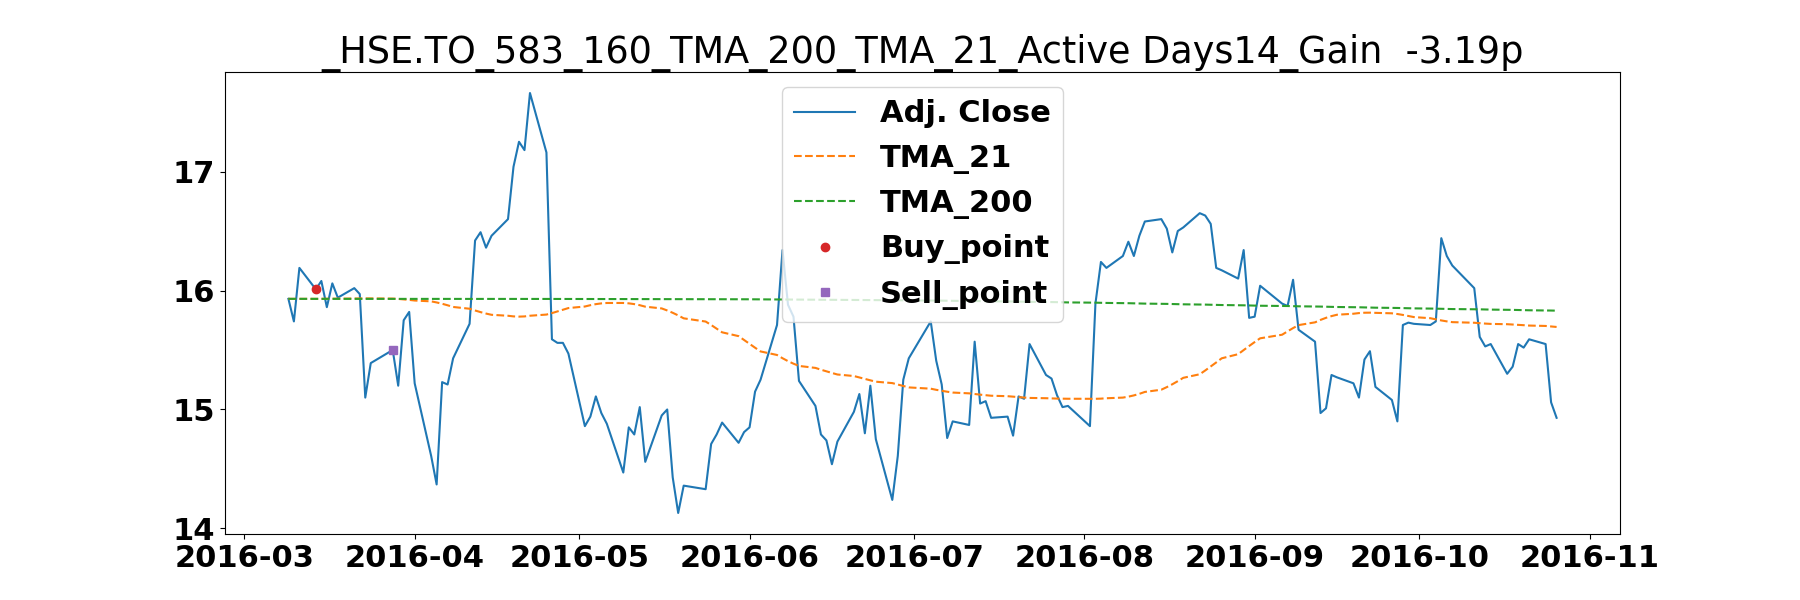 _HSE.TO_583_160_TMA_200_TMA_21_Active Days14_Gain  -3.19p
Adj. Close
TMA_21
TMA_200
Buy_point
Sell_point
17
16
15
14
2016-03 2016-04 2016-05 2016-06 2016-07 2016-08 2016-09 2016-10 2016-11